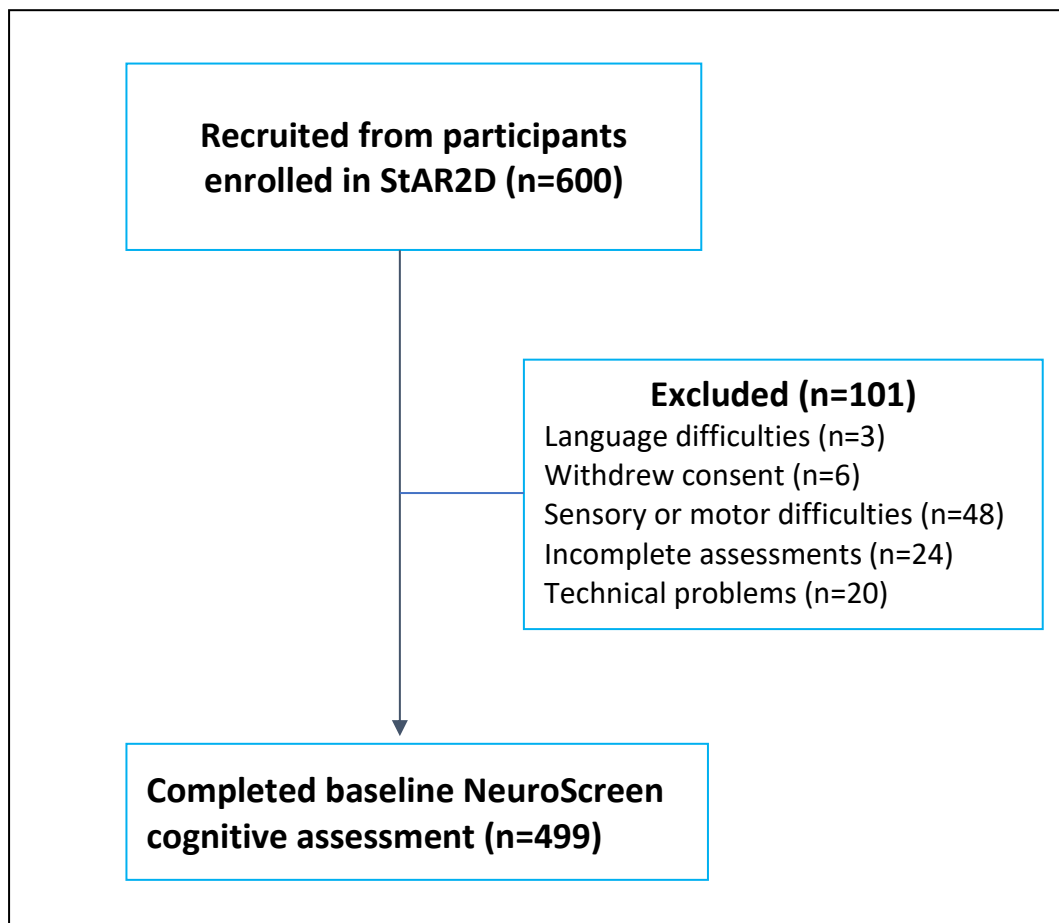 Recruited from participants
enrolled in StAR2D (n=600)
Excluded (n=101)
Language difficulties (n=3)
Withdrew consent (n=6)
Sensory or motor difficulties (n=48)
Incomplete assessments (n=24)
Technical problems (n=20)
Completed baseline NeuroScreen
cognitive assessment (n=499)